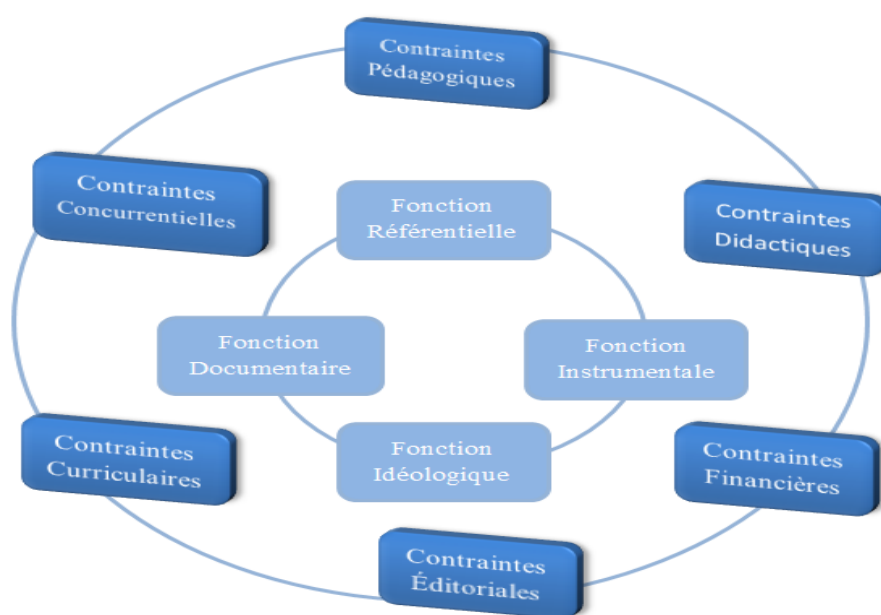 Contraintes
Pédagogiques
Contraintes
Concurrentielles
Fonction
Référentielle
Contraintes
Didactiques
Fonction
Documentaire
Fonction
Instrumentale
Contraintes
Curriculaires
Fonction
Idéologique
Contraintes
Financières
Contraintes
Éditoriales